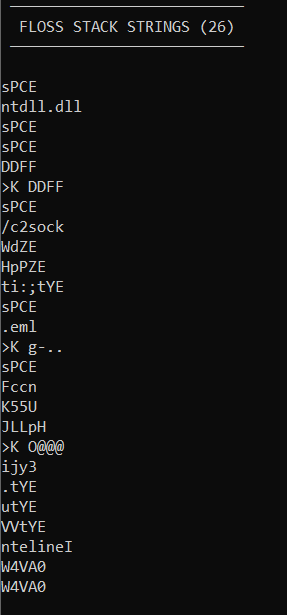 FLOSS STACK STRINGS (26)
sPCE
ntdll.dll
sPCE
sPCE
DDFF
>K DDFF
sPCE
/c2sock
WdZE
HpPZE
ti:;tYE
sPCE
.eml
>K g-..
sPCE
Fccn
K55U
JLLpH
>K O@@@
ijy3
.tYE
utYE
VVtYE
ntelineI
W4VA0
W4VA0